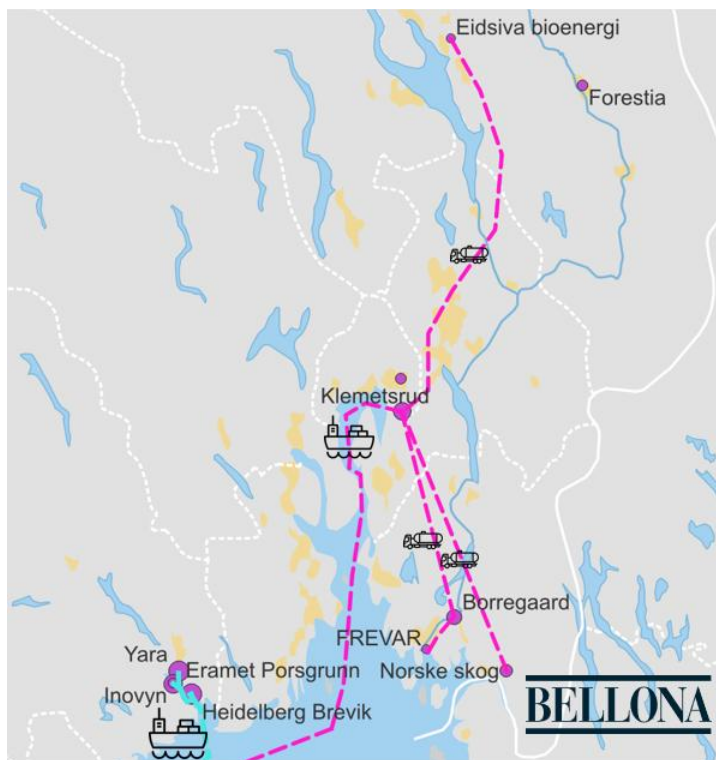 Eidsiva bioenergi
Forestia
Klemetsrud
Borregaard
FREVAR
Norske skog
Yara
Eramet Porsgrunn
Inovyn
Heidelberg Brevik
BELLONA